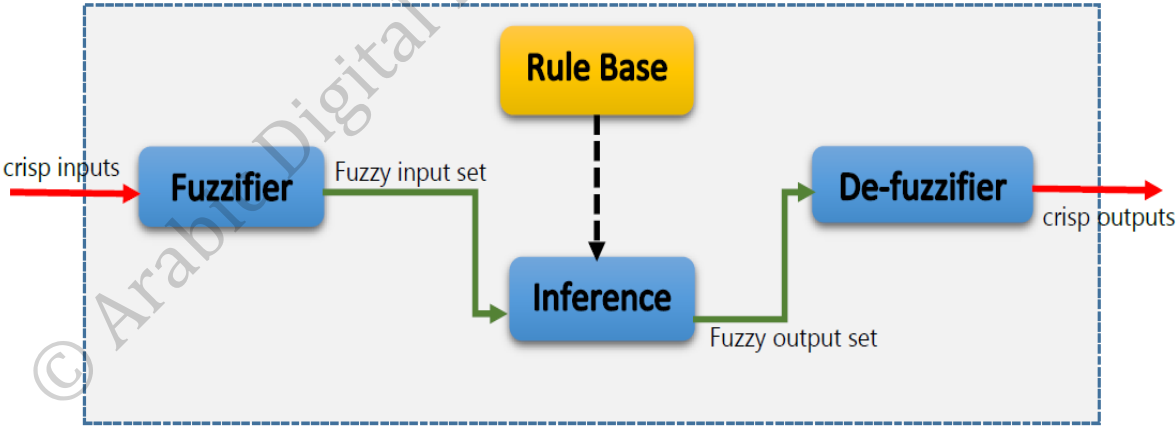 Rule Base
crisp inputs
Fuzzifier
Fuzzy input set
De-fuzzifier
crisp outputs
Inference
Fuzzy output set
© Arabic Digital